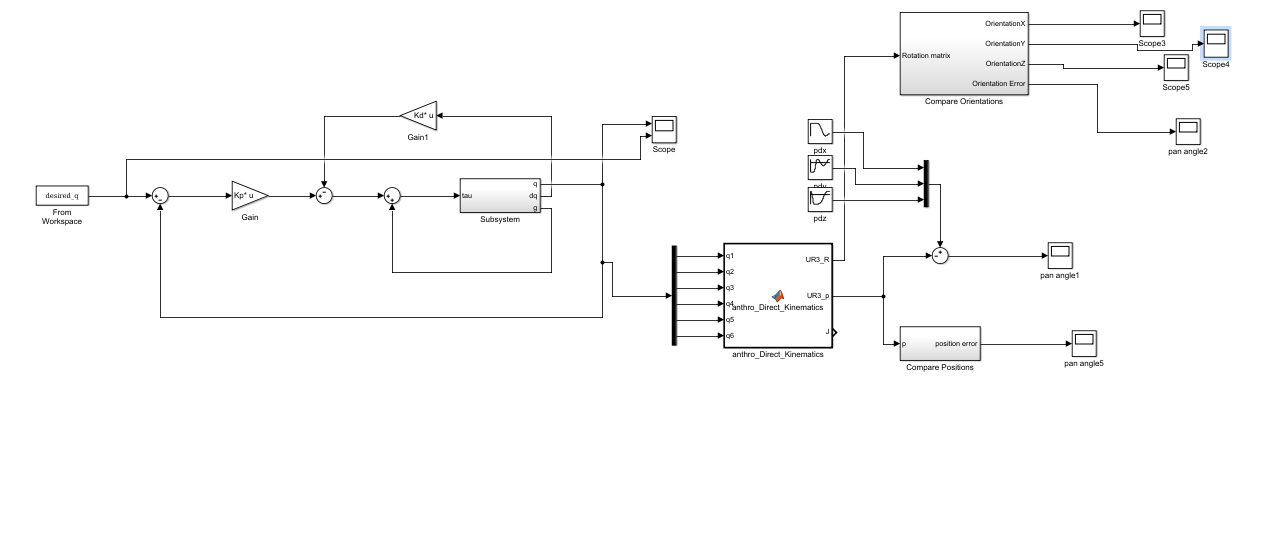 OrientationX
OrientationY
OrientationZ
Orientation Error
Rotation matrix
Compare Orientations
Scope3
Scope4
Scope5
pan angle2
Kd* u
Gain1
Scope
desired_q
From
Workspace
Kp* u
Gain
tau
q
dq
g
Subsystem
pdx
pdz
q1
q2
q3
q4
q5
q6
UR3_R
UR3_p
J
anthro_Direct_Kinematics
anthro_Direct_Kinematics
pan angle1
p
position error
Compare Positions
pan angle5